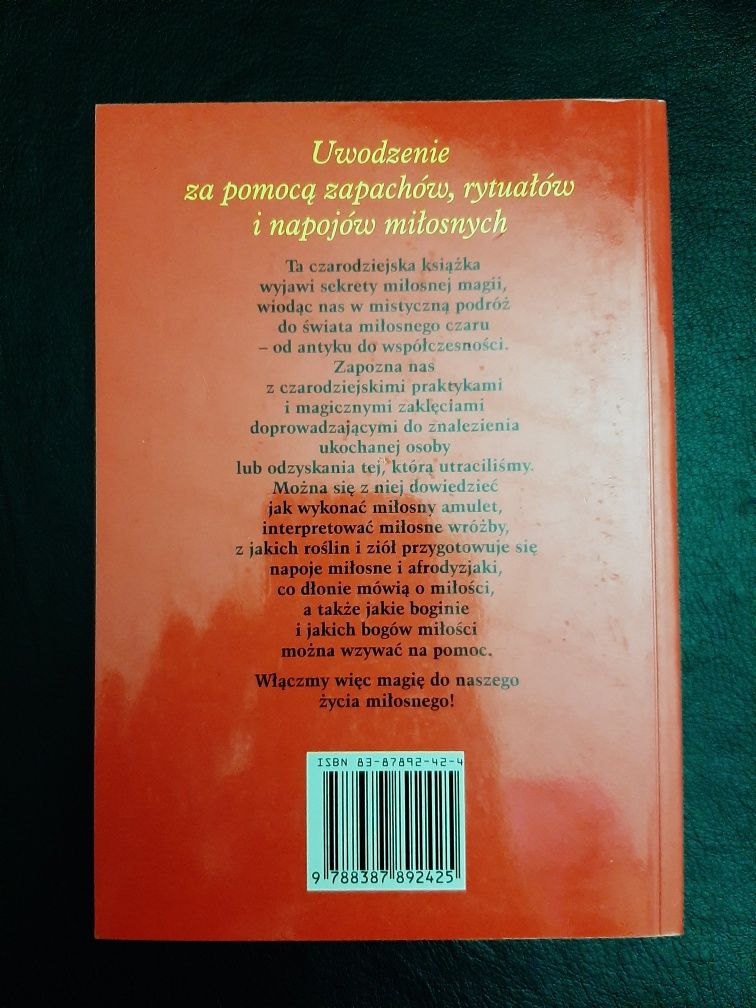 Uwodzenie
za pomocą zapachów, rytuałów
i napojów miłosnych
Ta czarodziejska książka
wyjawi sekrety miłosnej magii,
wiodąc nas w mistyczną podróż
do świata miłosnego czaru
– od antyku do współczesności.
Zapozna nas
z czarodziejskimi praktykami
i magicznymi zaklęciami
doprowadzającymi do znalezienia
ukochanej osoby
lub odzyskania tej, którą utraciliśmy.
Można się z niej dowiedzieć
jak wykonać miłosny amulet,
interpretować miłosne wróżby,
z jakich roślin i ziół przygotowuje się
napoje miłosne i afrodyzjaki,
co dłonie mówią o miłości,
a także jakie boginie
i jakich bogów miłości
można wzywać na pomoc.
Włączmy więc magię do naszego
życia miłosnego!
ISBN 83-87892-42-4
9 788387 892425